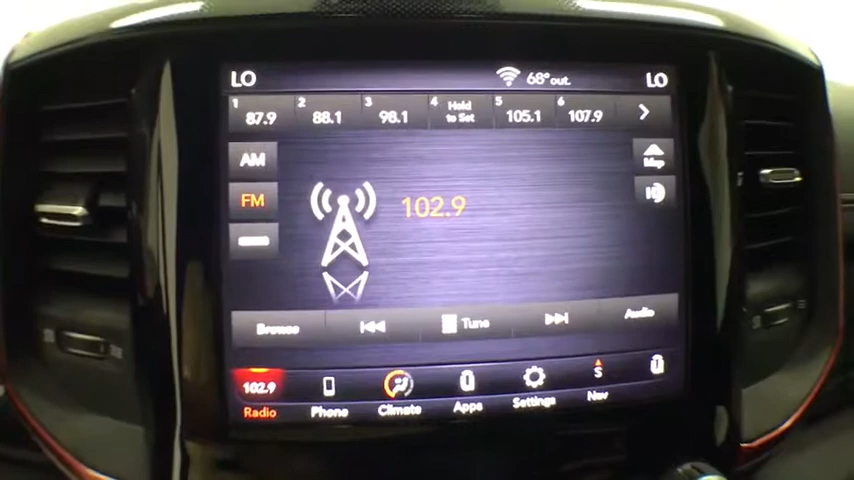 LO 68° out. LO
1 87.9 2 88.1 3 98.1 4 Hold to Set 5 105.1 6 107.9
AM
Map
FM
102.9
Browse Tune Audio
102.9 S
Radio Phone Climate Apps Settings Nav